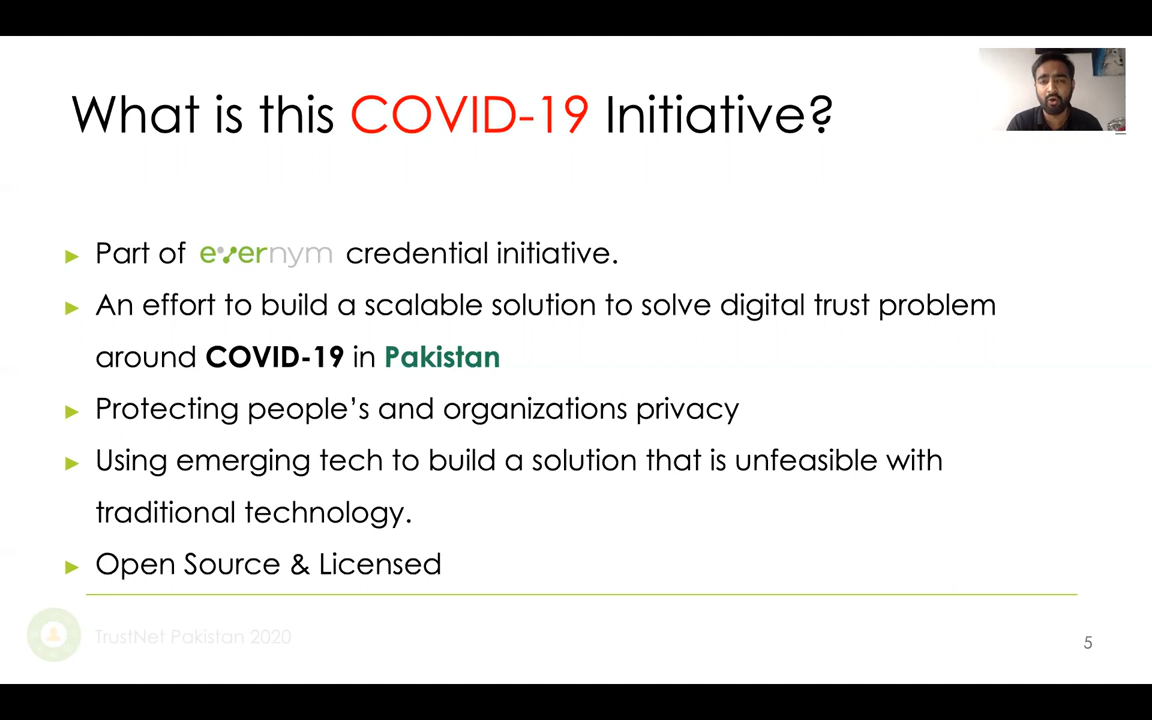 What is this COVID-19 Initiative?
Part of evernym credential initiative.
An effort to build a scalable solution to solve digital trust problem
around COVID-19 in Pakistan
Protecting people’s and organizations privacy
Using emerging tech to build a solution that is unfeasible with
traditional technology.
Open Source & Licensed
TrustNet Pakistan 2020
5